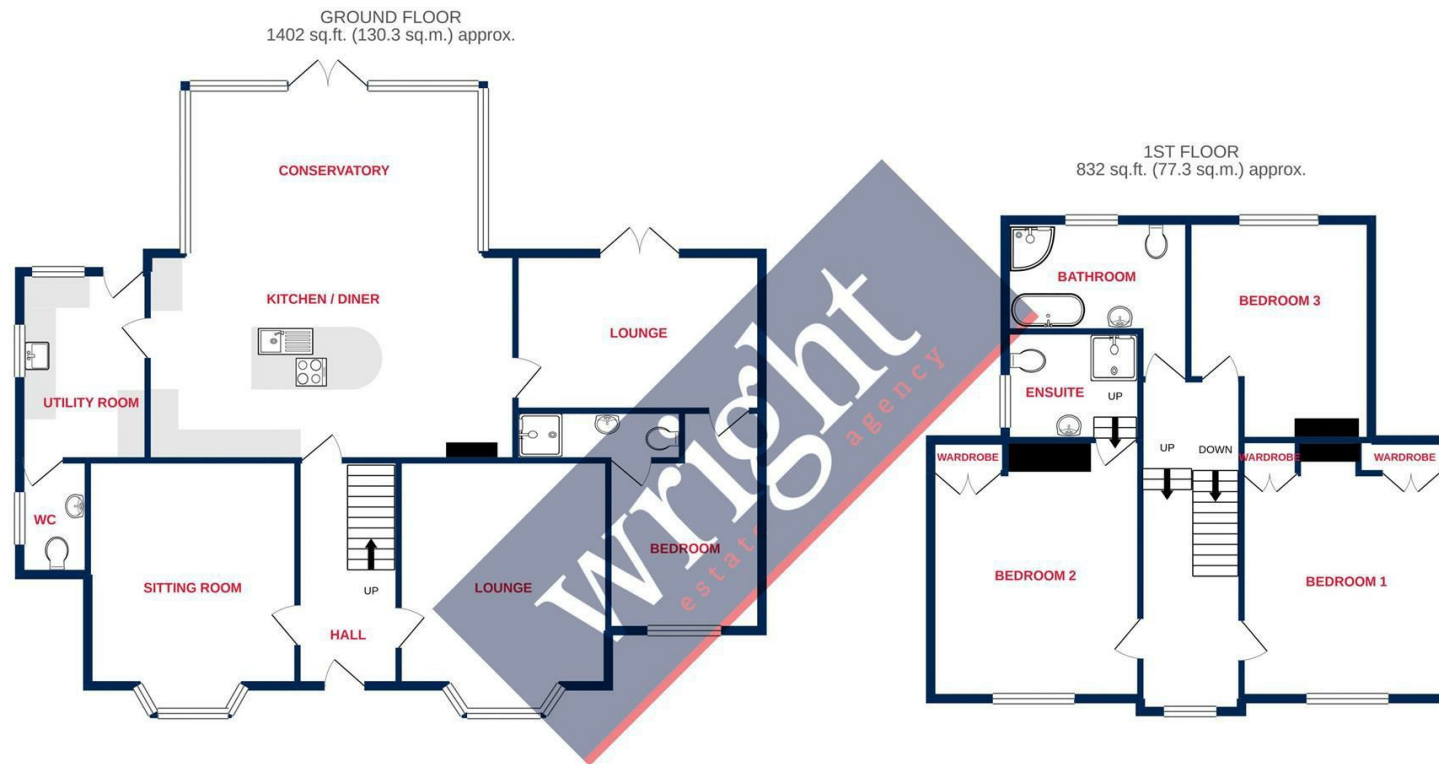 GROUND FLOOR
1402 sq.ft. (130.3 sq.m.) approx.
CONSERVATORY
KITCHEN / DINER
LOUNGE
UTILITY ROOM
WC
SITTING ROOM
UP
HALL
LOUNGE
BEDROOM
wright
estate agency
1ST FLOOR
832 sq.ft. (77.3 sq.m.) approx.
BATHROOM
BEDROOM 3
ENSUITE
UP
UP
DOWN
WARDROBE
WARDROBE
WARDROBE
BEDROOM 2
BEDROOM 1